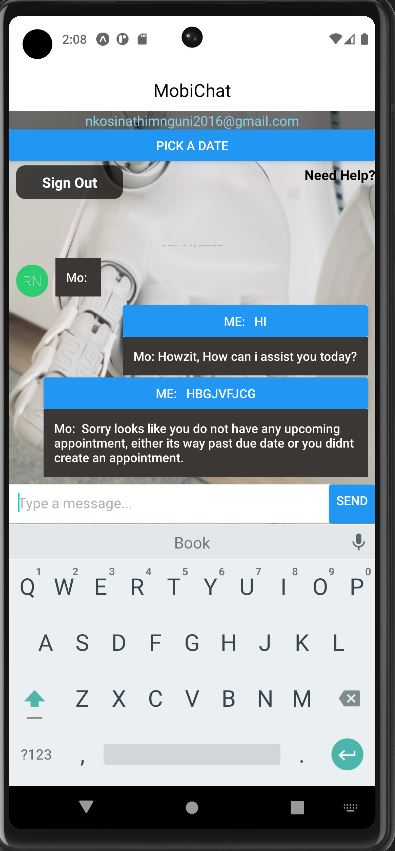 2:08
MobiChat
nkosinathimnguni2016@gmail.com
PICK A DATE
Sign Out
Need Help?
RN
Mo:
ME: HI
Mo: Howzit, How can i assist you today?
ME: HBGJVFJCG
Mo: Sorry looks like you do not have any upcoming
appointment, either its way past due date or you didnt
create an appointment.
Type a message...
SEND
Book
1 2 3 4 5 6 7 8 9 0
Q W E R T Y U I O P
A S D F G H J K L
Z X C V B N M
?123 , .